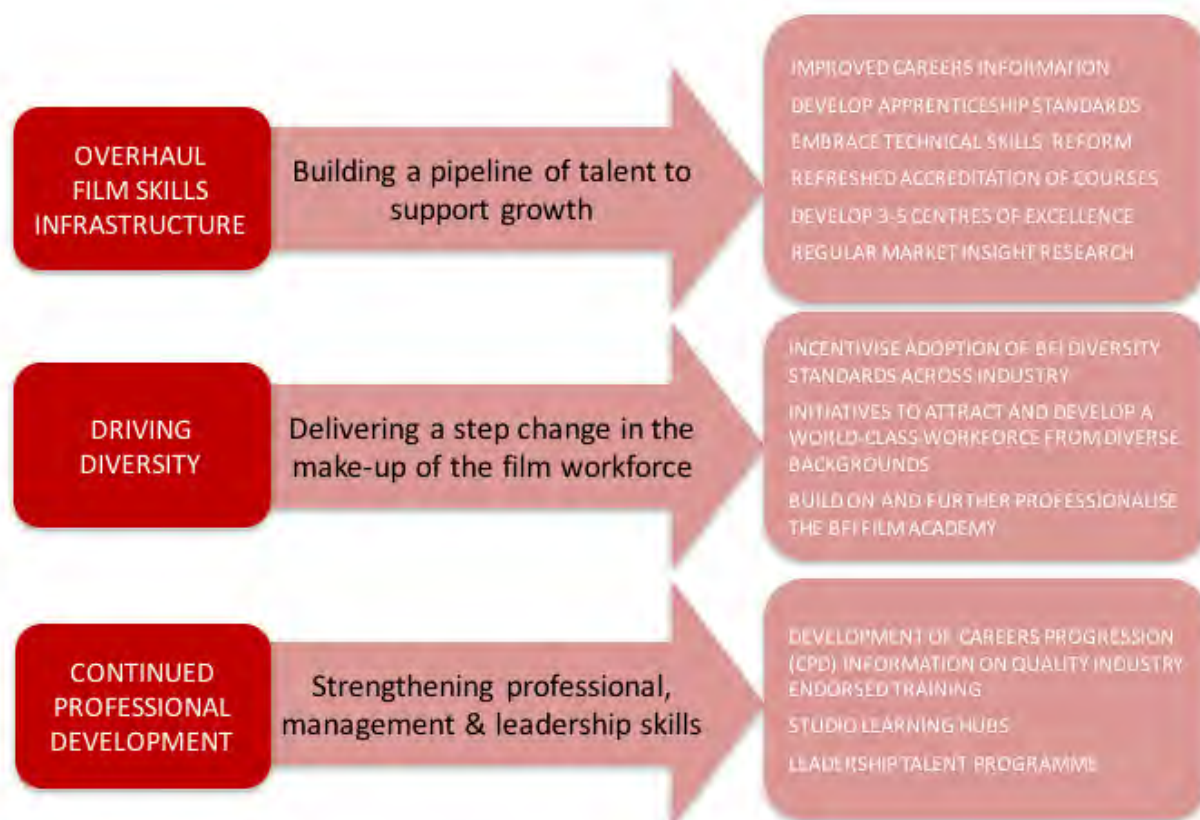 OVERHAUL
FILM SKILLS
INFRASTRUCTURE
Building a pipeline of talent to
support growth
IMPROVED CAREERS INFORMATION
DEVELOP APPRENTICESHIP STANDARDS
EMBRACE TECHNICAL SKILLS REFORM
REFRESHED ACCREDITATION OF COURSES
DEVELOP 3-5 CENTRES OF EXCELLENCE
REGULAR MARKET INSIGHT RESEARCH
DRIVING
DIVERSITY
Delivering a step change in the
make-up of the film workforce
INCENTIVISE ADOPTION OF BFI DIVERSITY
STANDARDS ACROSS INDUSTRY
INITIATIVES TO ATTRACT AND DEVELOP A
WORLD-CLASS WORKFORCE FROM DIVERSE
BACKGROUNDS
BUILD ON AND FURTHER PROFESSIONALISE
THE BFI FILM ACADEMY
CONTINUED
PROFESSIONAL
DEVELOPMENT
Strengthening professional,
management & leadership skills
DEVELOPMENT OF CAREERS PROGRESSION
(CPD) INFORMATION ON QUALITY INDUSTRY
ENDORSED TRAINING
STUDIO LEARNING HUBS
LEADERSHIP TALENT PROGRAMME